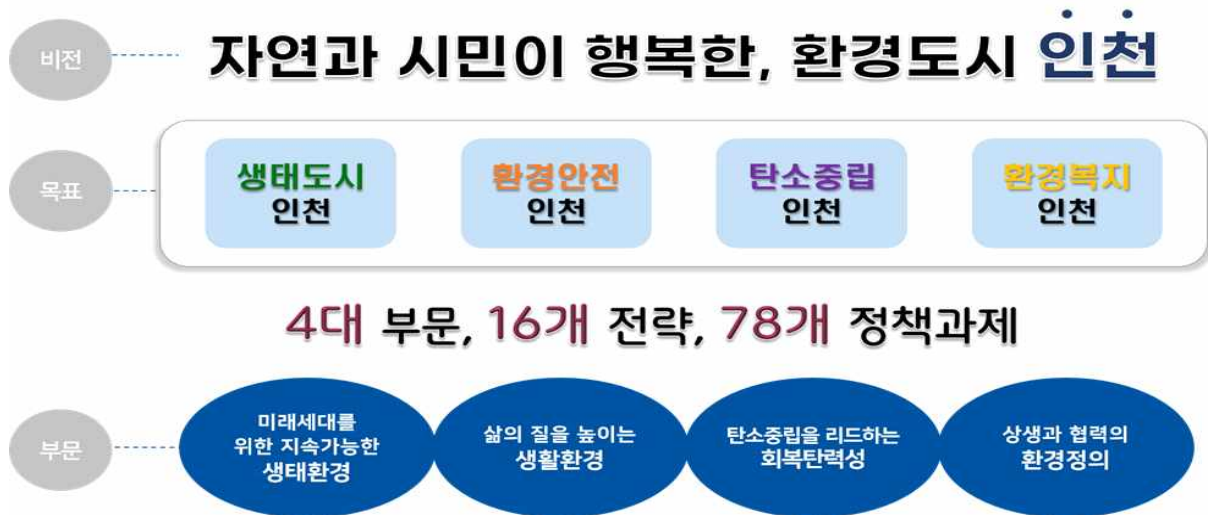 비전
자연과 시민이 행복한, 환경도시 인천
목표
생태도시
인천
환경안전
인천
탄소중립
인천
환경복지
인천
4대 부문, 16개 전략, 78개 정책과제
부문
미래세대를
위한 지속가능한
생태환경
삶의 질을 높이는
생활환경
탄소중립을 리드하는
회복탄력성
상생과 협력의
환경정의